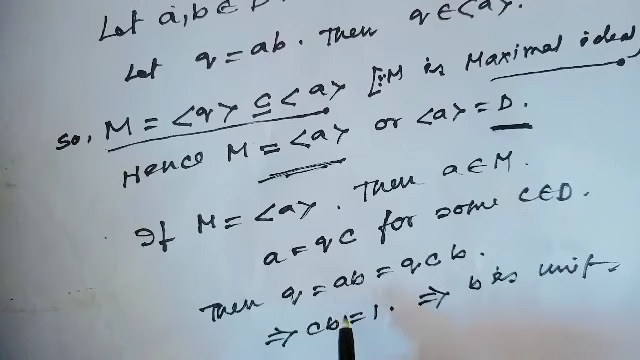 Let a, b ∈ D.
Let q = ab. Then q ∈ <a>.
So, M = <q> ⊆ <a> [∵ M is Maximal ideal
Hence M = <a> or <a> = D.
If M = <a>. Then a ∈ M.
a = qc for some c ∈ D.
Then q = ab = qcb.
⇒ cb = 1. ⇒ b is unit.